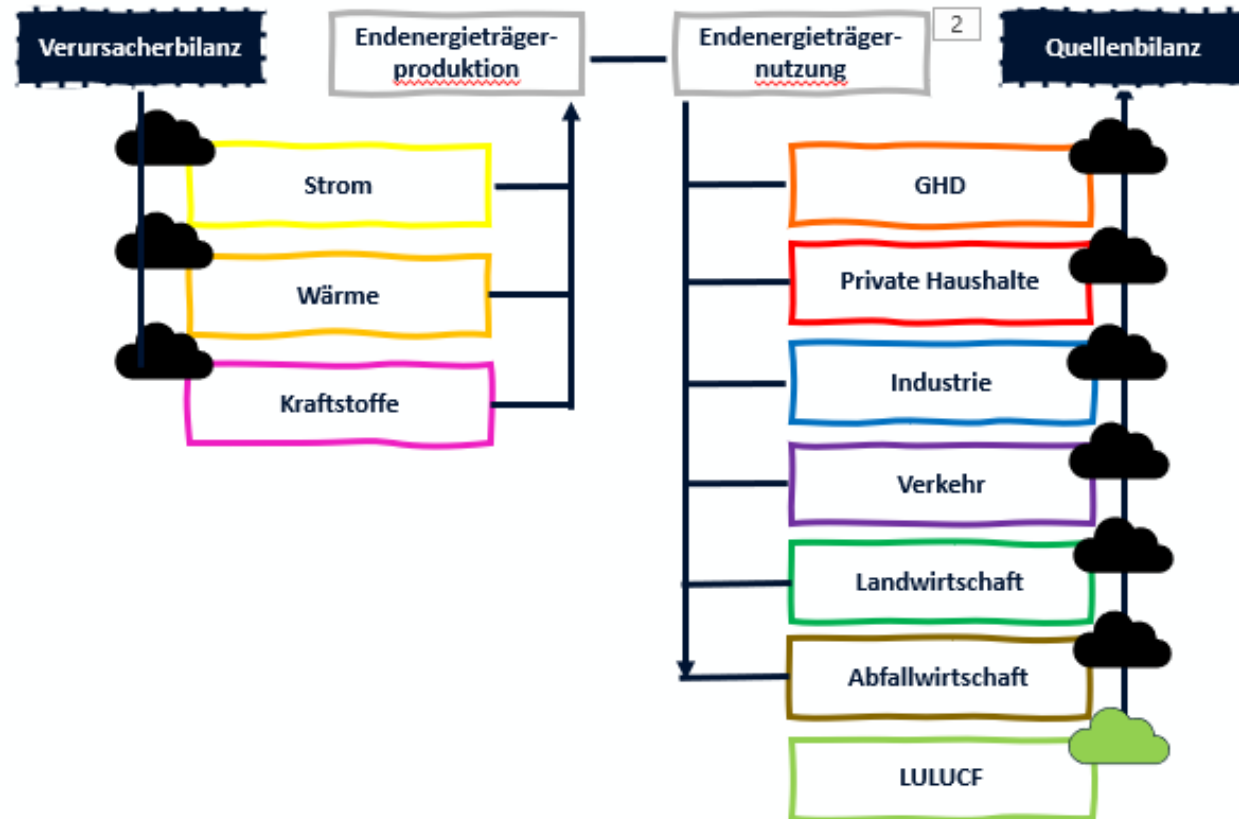 Verursacherbilanz
Endenergieträger-
produktion
Endenergieträger-
nutzung
2
Quellenbilanz
Strom
Wärme
Kraftstoffe
GHD
Private Haushalte
Industrie
Verkehr
Landwirtschaft
Abfallwirtschaft
LULUCF